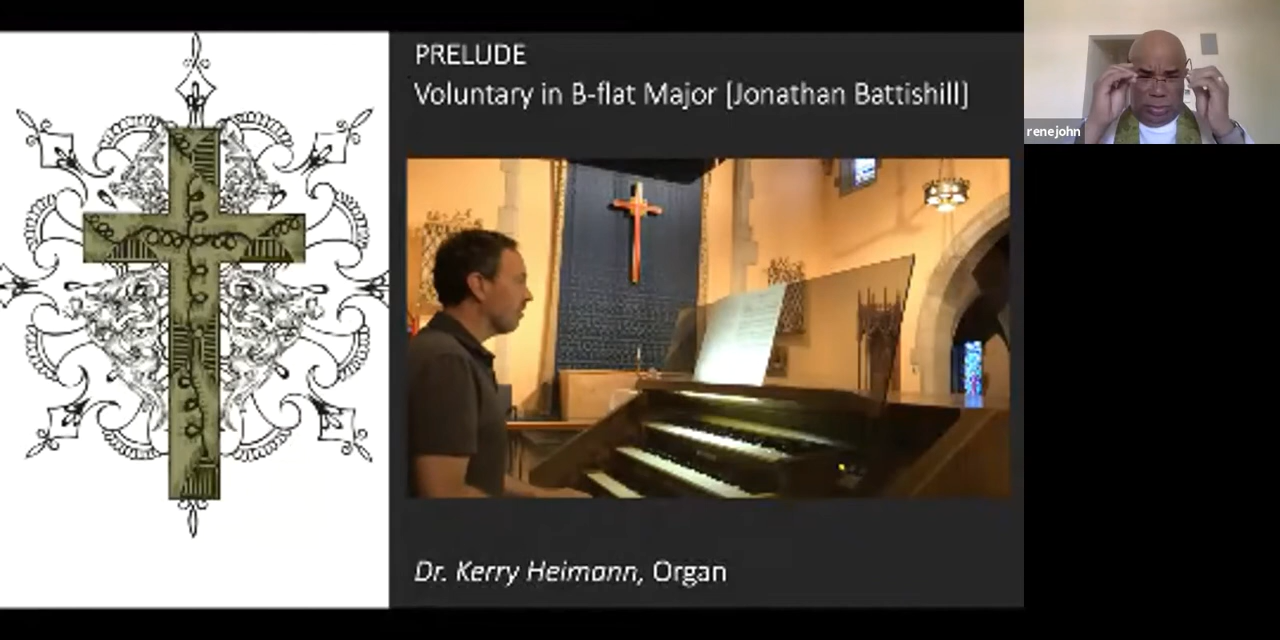 PRELUDE
Voluntary in B-flat Major [Jonathan Battishill]
renejohn
Dr. Kerry Heimann, Organ